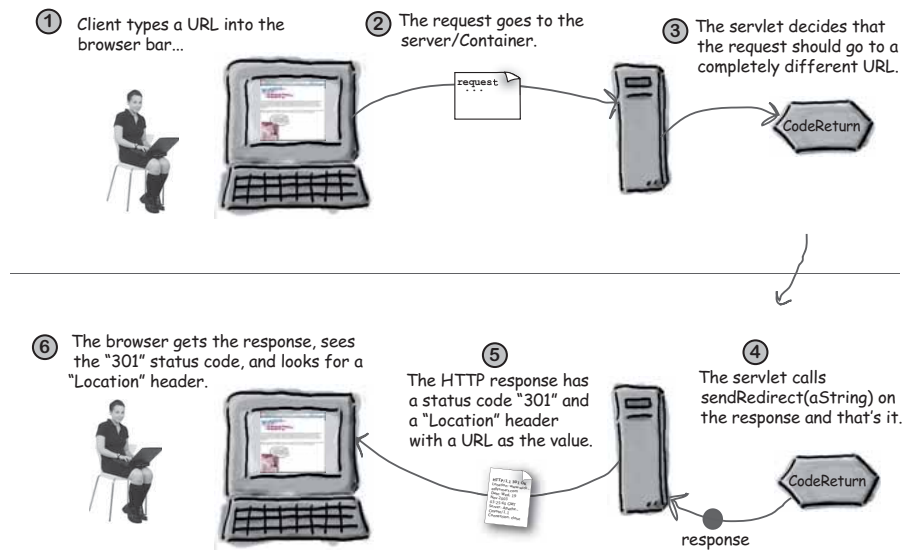 1
Client types a URL into the
browser bar...
2
The request goes to the
server/Container.
request
. . .
3
The servlet decides that
the request should go to a
completely different URL.
CodeReturn
6
The browser gets the response, sees
the “301” status code, and looks for a
“Location” header.
5
The HTTP response has
a status code “301” and
a “Location” header
with a URL as the value.
4
The servlet calls
sendRedirect(aString) on
the response and that’s it.
CodeReturn
response